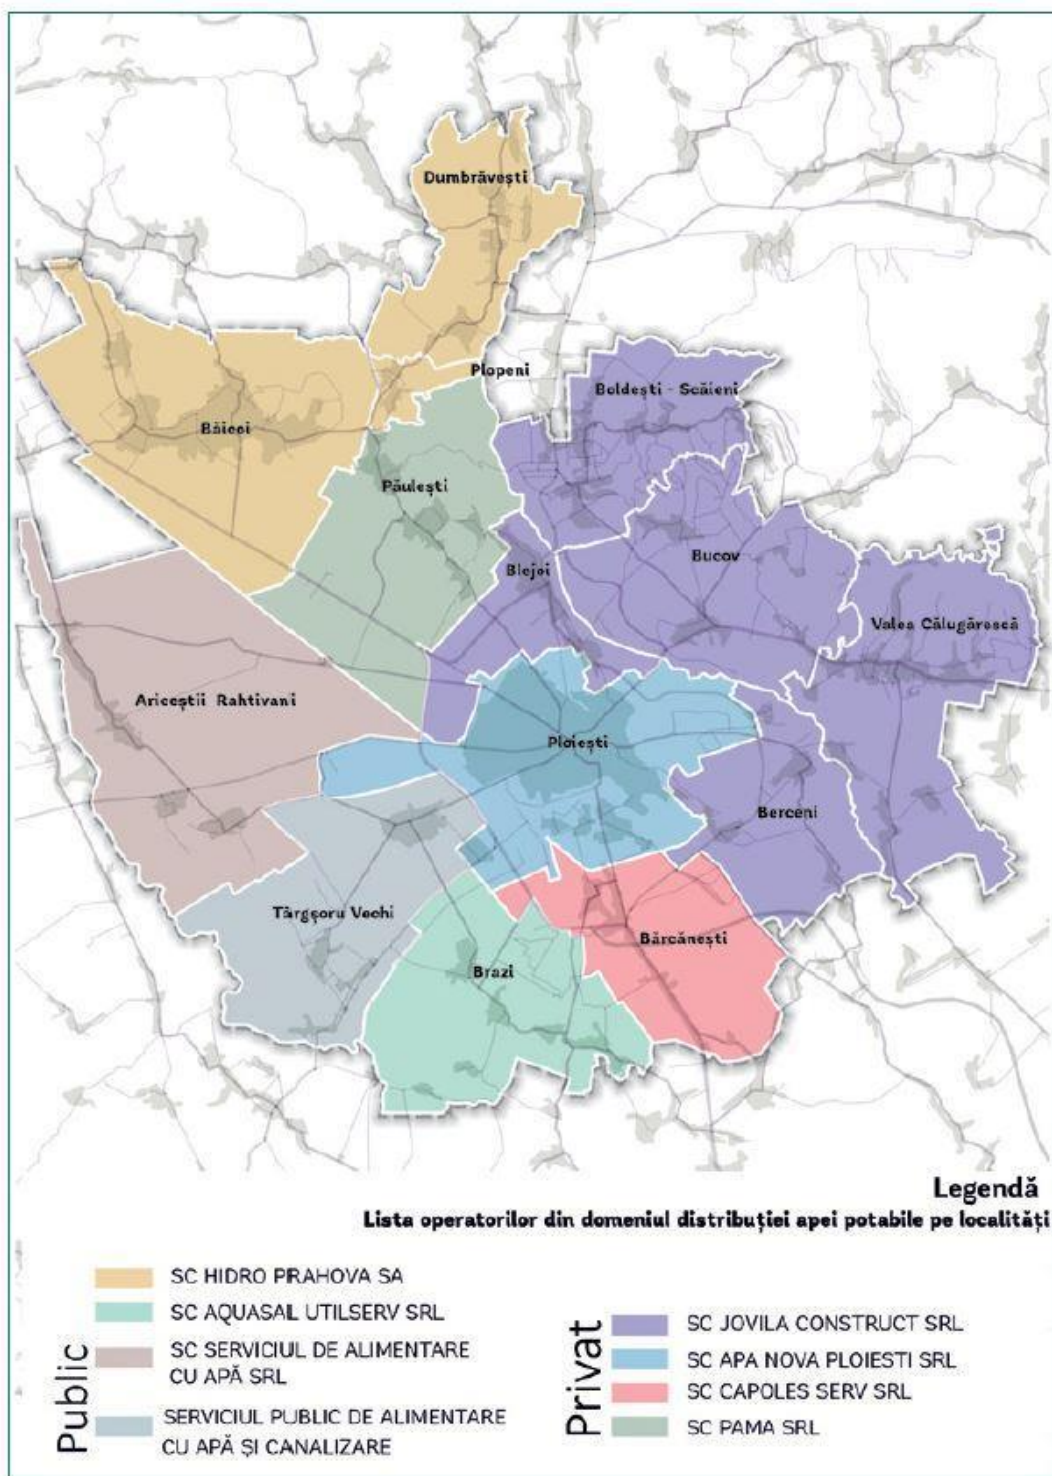 Dumbrăvești
Plopeni
Boldești - Scăieni
Băicoi
Păulești
Bucov
Blejoi
Valea Călugărească
Ariceștii Rahtivani
Ploiești
Berceni
Târgșoru Vechi
Bărcănești
Brazi
Legendă
Lista operatorilor din domeniul distribuției apei potabile pe localități
Public
SC HIDRO PRAHOVA SA
SC AQUASAL UTILSERV SRL
SC SERVICIUL DE ALIMENTARE
CU APĂ SRL
SERVICIUL PUBLIC DE ALIMENTARE
CU APĂ ȘI CANALIZARE
Privat
SC JOVILA CONSTRUCT SRL
SC APA NOVA PLOIESTI SRL
SC CAPOLES SERV SRL
SC PAMA SRL